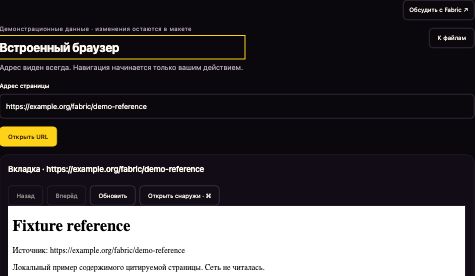 Обсудить с Fabric ↗
Демонстрационные данные · изменения остаются в макете
Встроенный браузер
К файлам
Адрес виден всегда. Навигация начинается только вашим действием.
Адрес страницы
https://example.org/fabric/demo-reference
Открыть URL
Вкладка · https://example.org/fabric/demo-reference
Назад Вперёд Обновить Открыть снаружи · ⌘
Fixture reference
Источник: https://example.org/fabric/demo-reference
Локальный пример содержимого цитируемой страницы. Сеть не читалась.